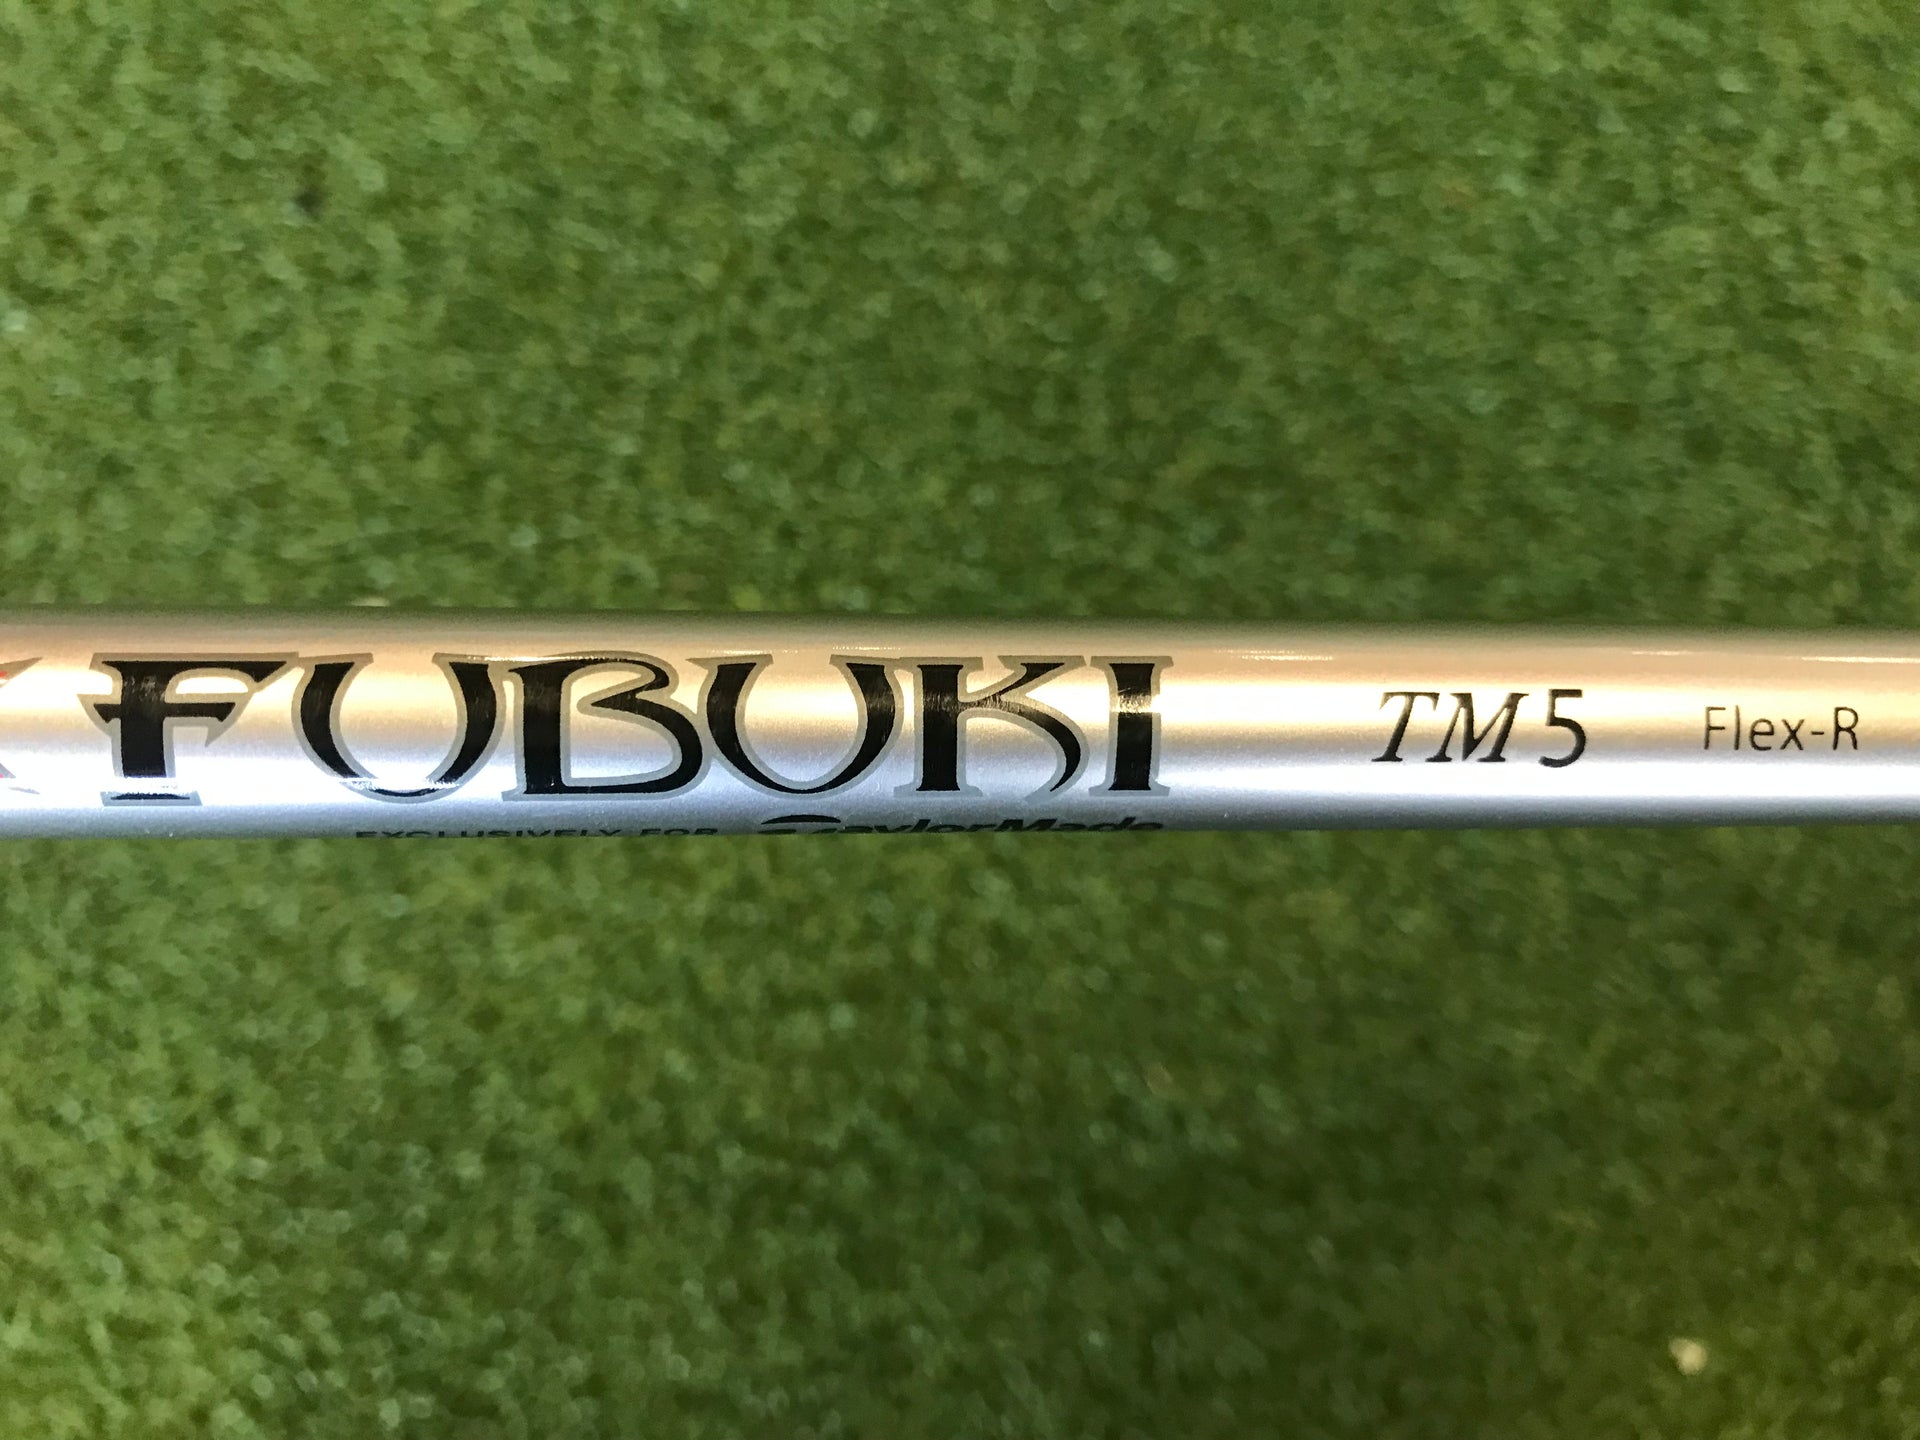 FUBUKI TM5 Flex-R
EXCLUSIVELY FOR TaylorMade